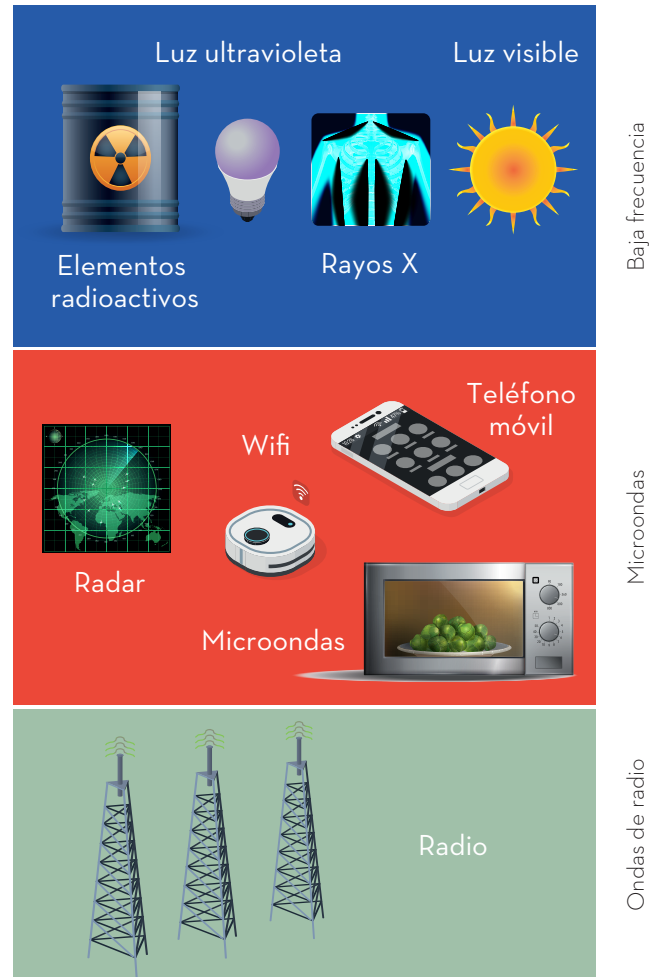 Luz ultravioleta
Luz visible
Elementos
radioactivos
Rayos X
Baja frecuencia
Teléfono
móvil
Wifi
Radar
Microondas
Microondas
Radio
Ondas de radio